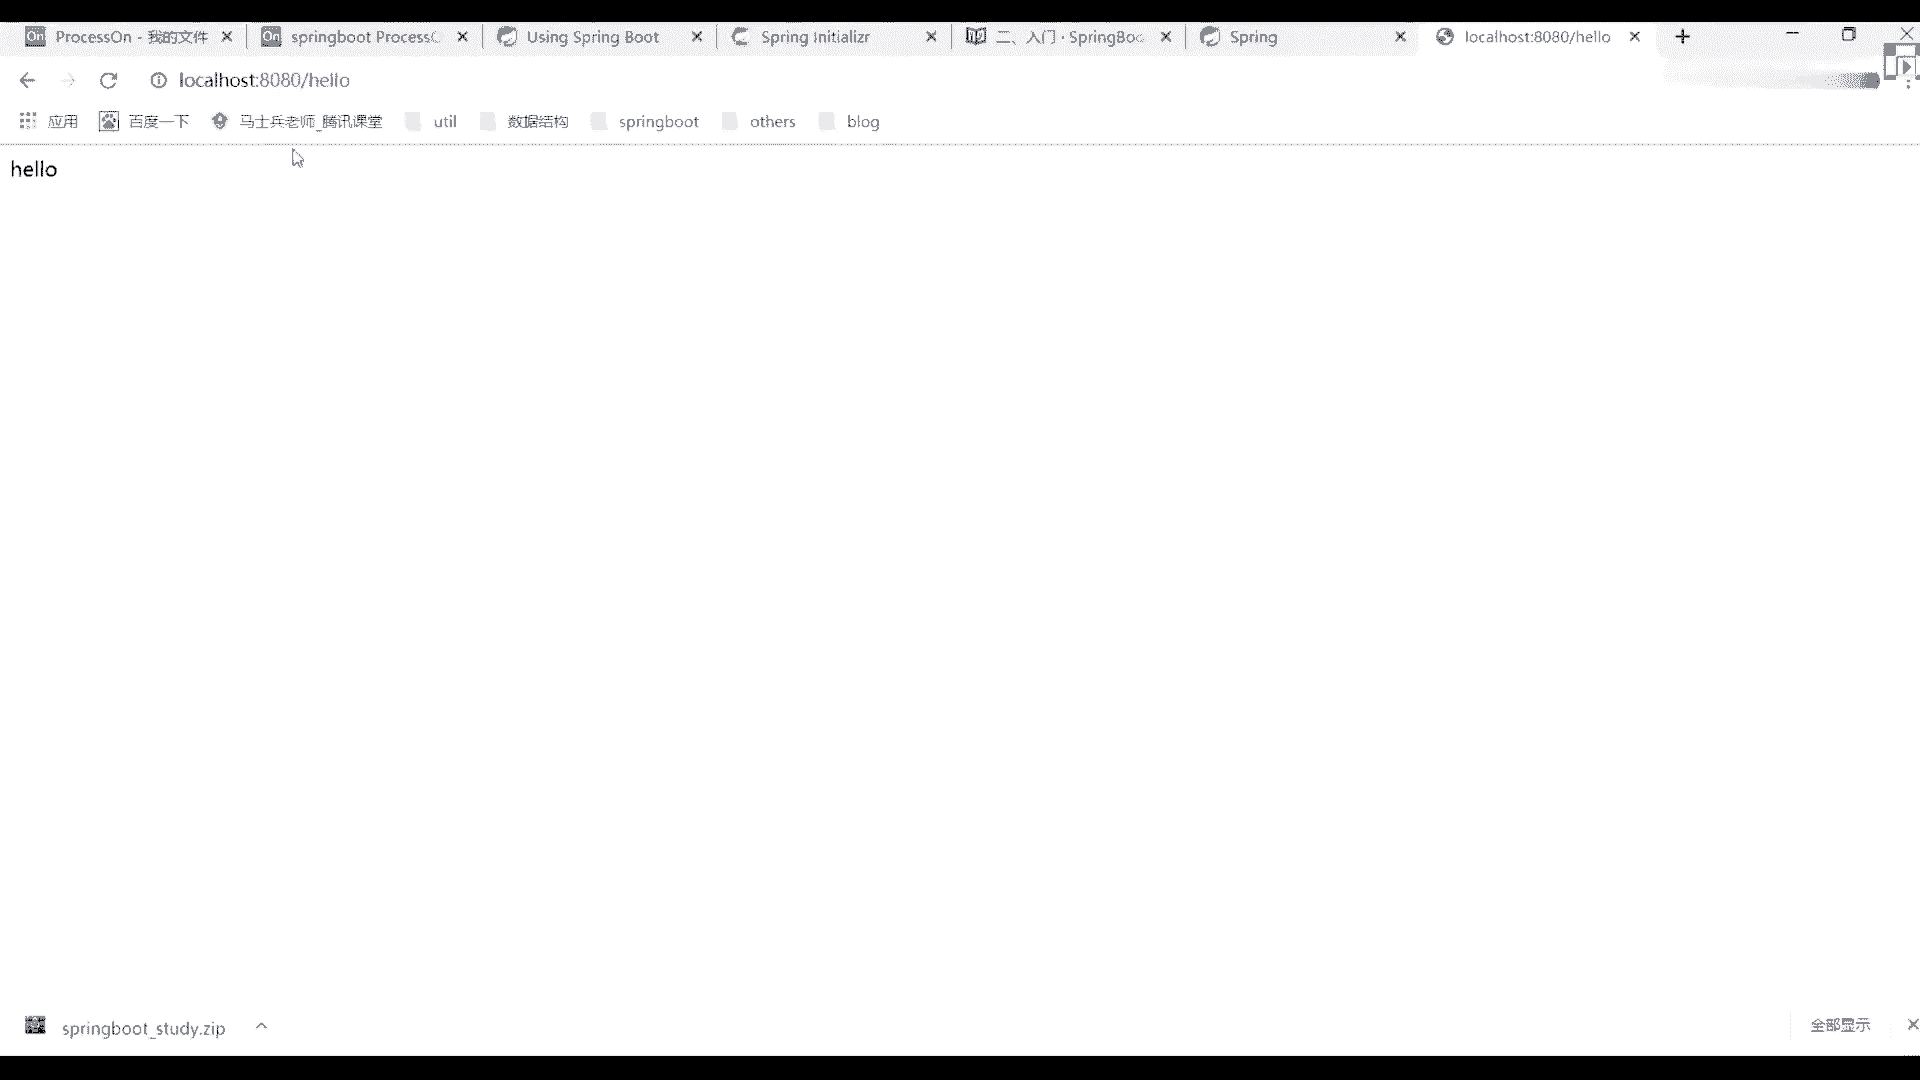 ProcessOn - 我的文件
springboot ProcessO
Using Spring Boot
Spring Initializr
二、入门 · SpringBoo
Spring
localhost:8080/hello
localhost:8080/hello
应用 百度一下 马士兵老师_腾讯课堂 util 数据结构 springboot others blog
hello
springboot_study.zip
全部显示